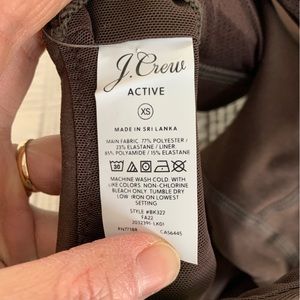 J.Crew
ACTIVE
XS
MADE IN SRI LANKA
MAIN FABRIC 77% POLYESTER /
23% ELASTANE / LINER:
POLYAMIDE / 15% ELASTANE
30
MACHINE WASH COLD WITH
LIKE COLORS NON-CHLORINE
BLEACH ONLY TUMBLE DRY
LOW IRON ON LOWEST
SETTING
STYLE #BK327
FA22